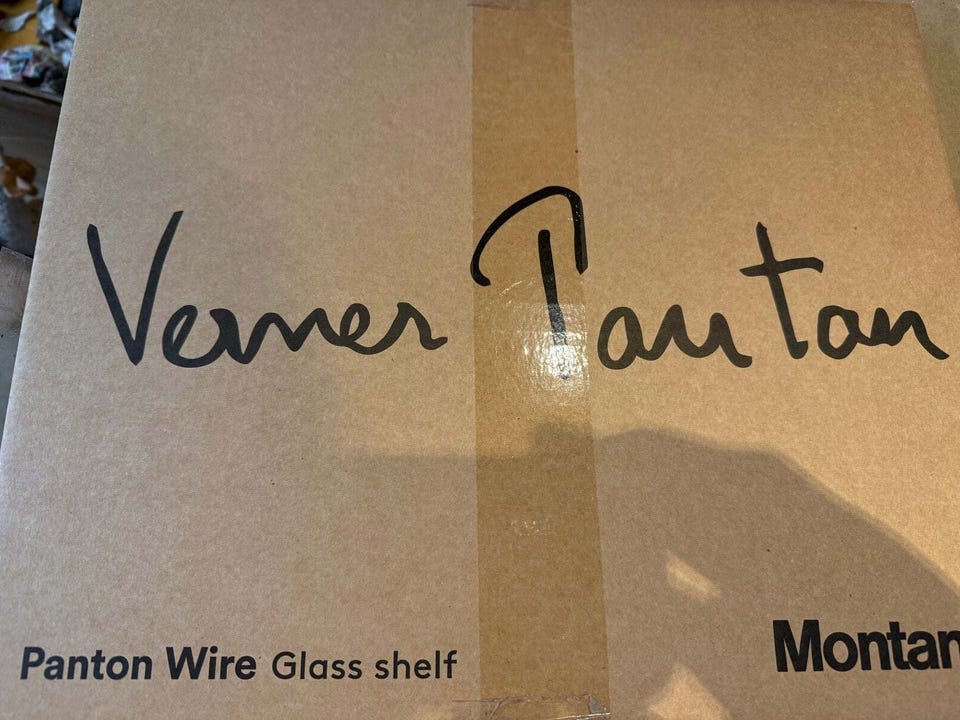 Verner Panton
Panton Wire Glass shelf
Montan